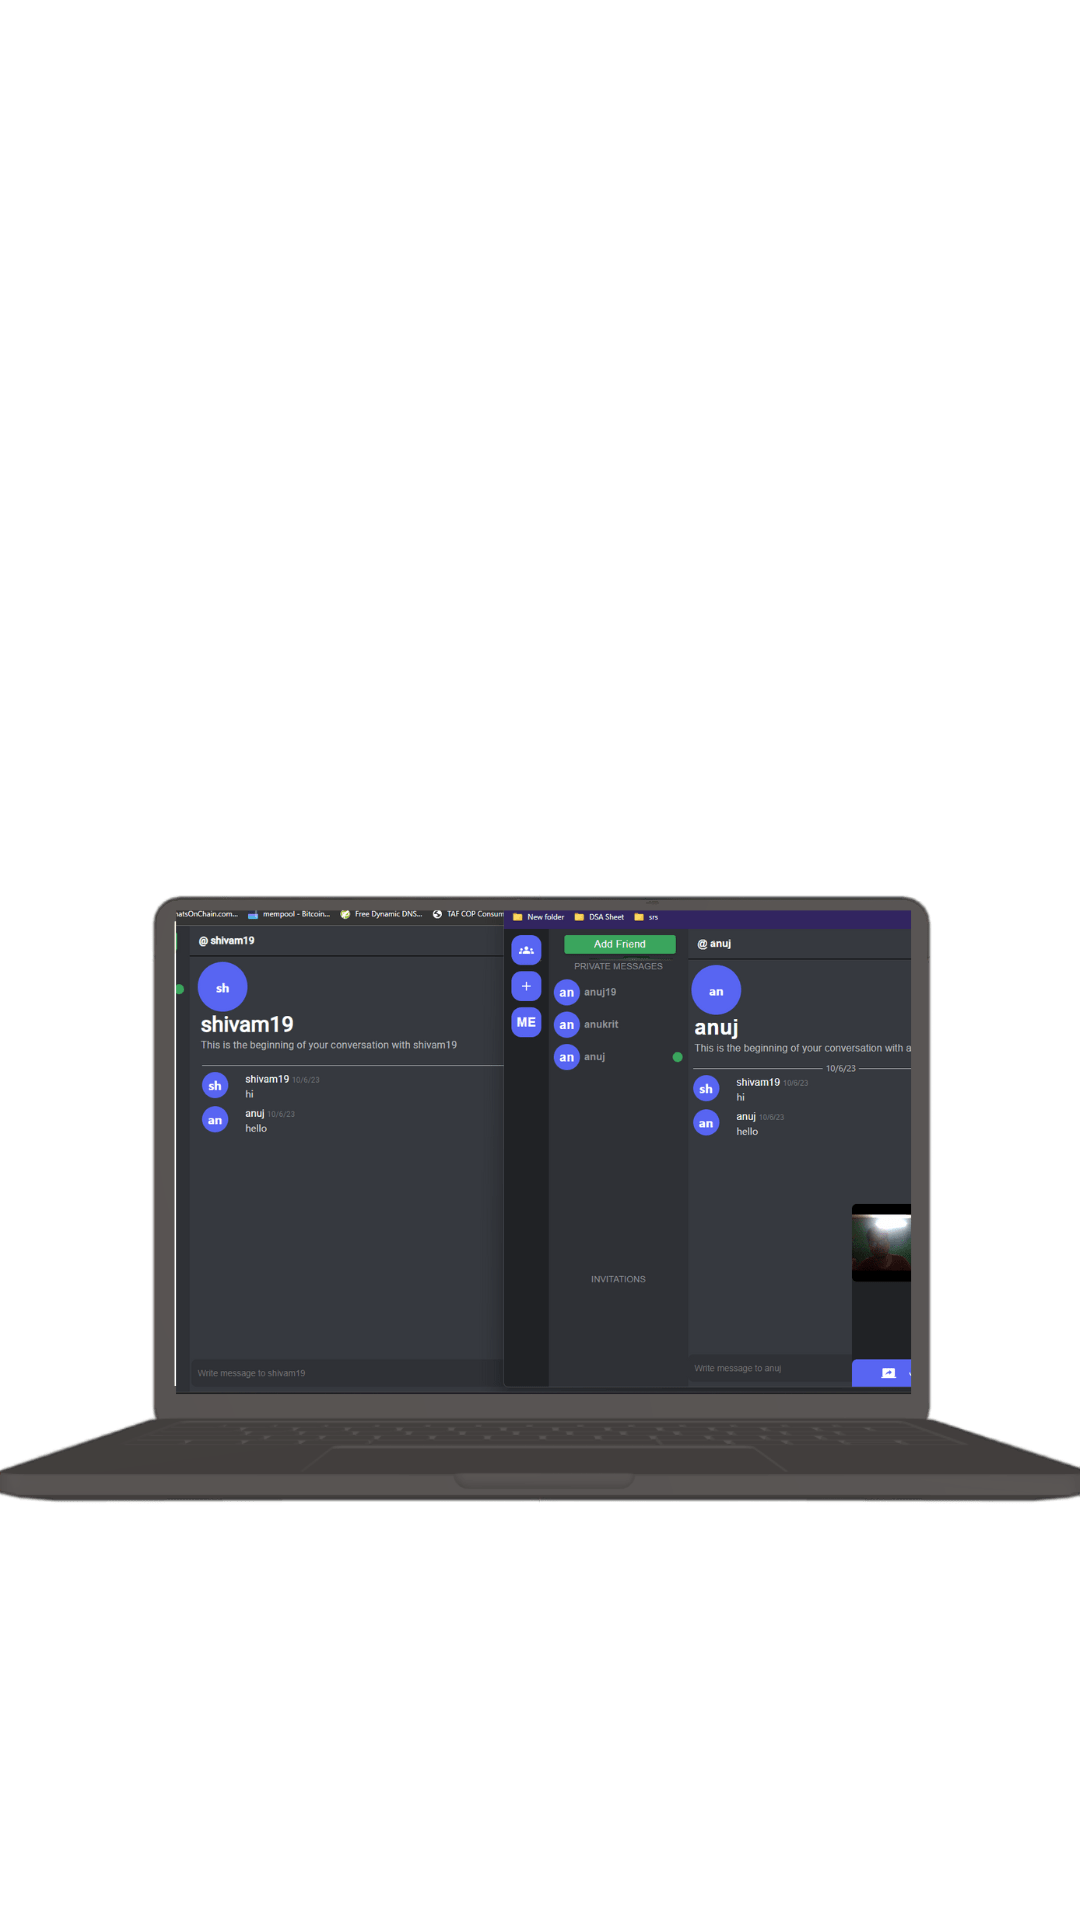 atsOnChain.com... mempool - Bitcoin... Free Dynamic DNS... TAF COP Consum
@ shivam19
sh
shivam19
This is the beginning of your conversation with shivam19
sh shivam19 10/6/23
hi
an anuj 10/6/23
hello
Write message to shivam19
New folder DSA Sheet srs
Add Friend
PRIVATE MESSAGES
an anuj19
an anukrit
an anuj
ME
INVITATIONS
@ anuj
an
anuj
This is the beginning of your conversation with a
10/6/23
sh shivam19 10/6/23
hi
an anuj 10/6/23
hello
Write message to anuj